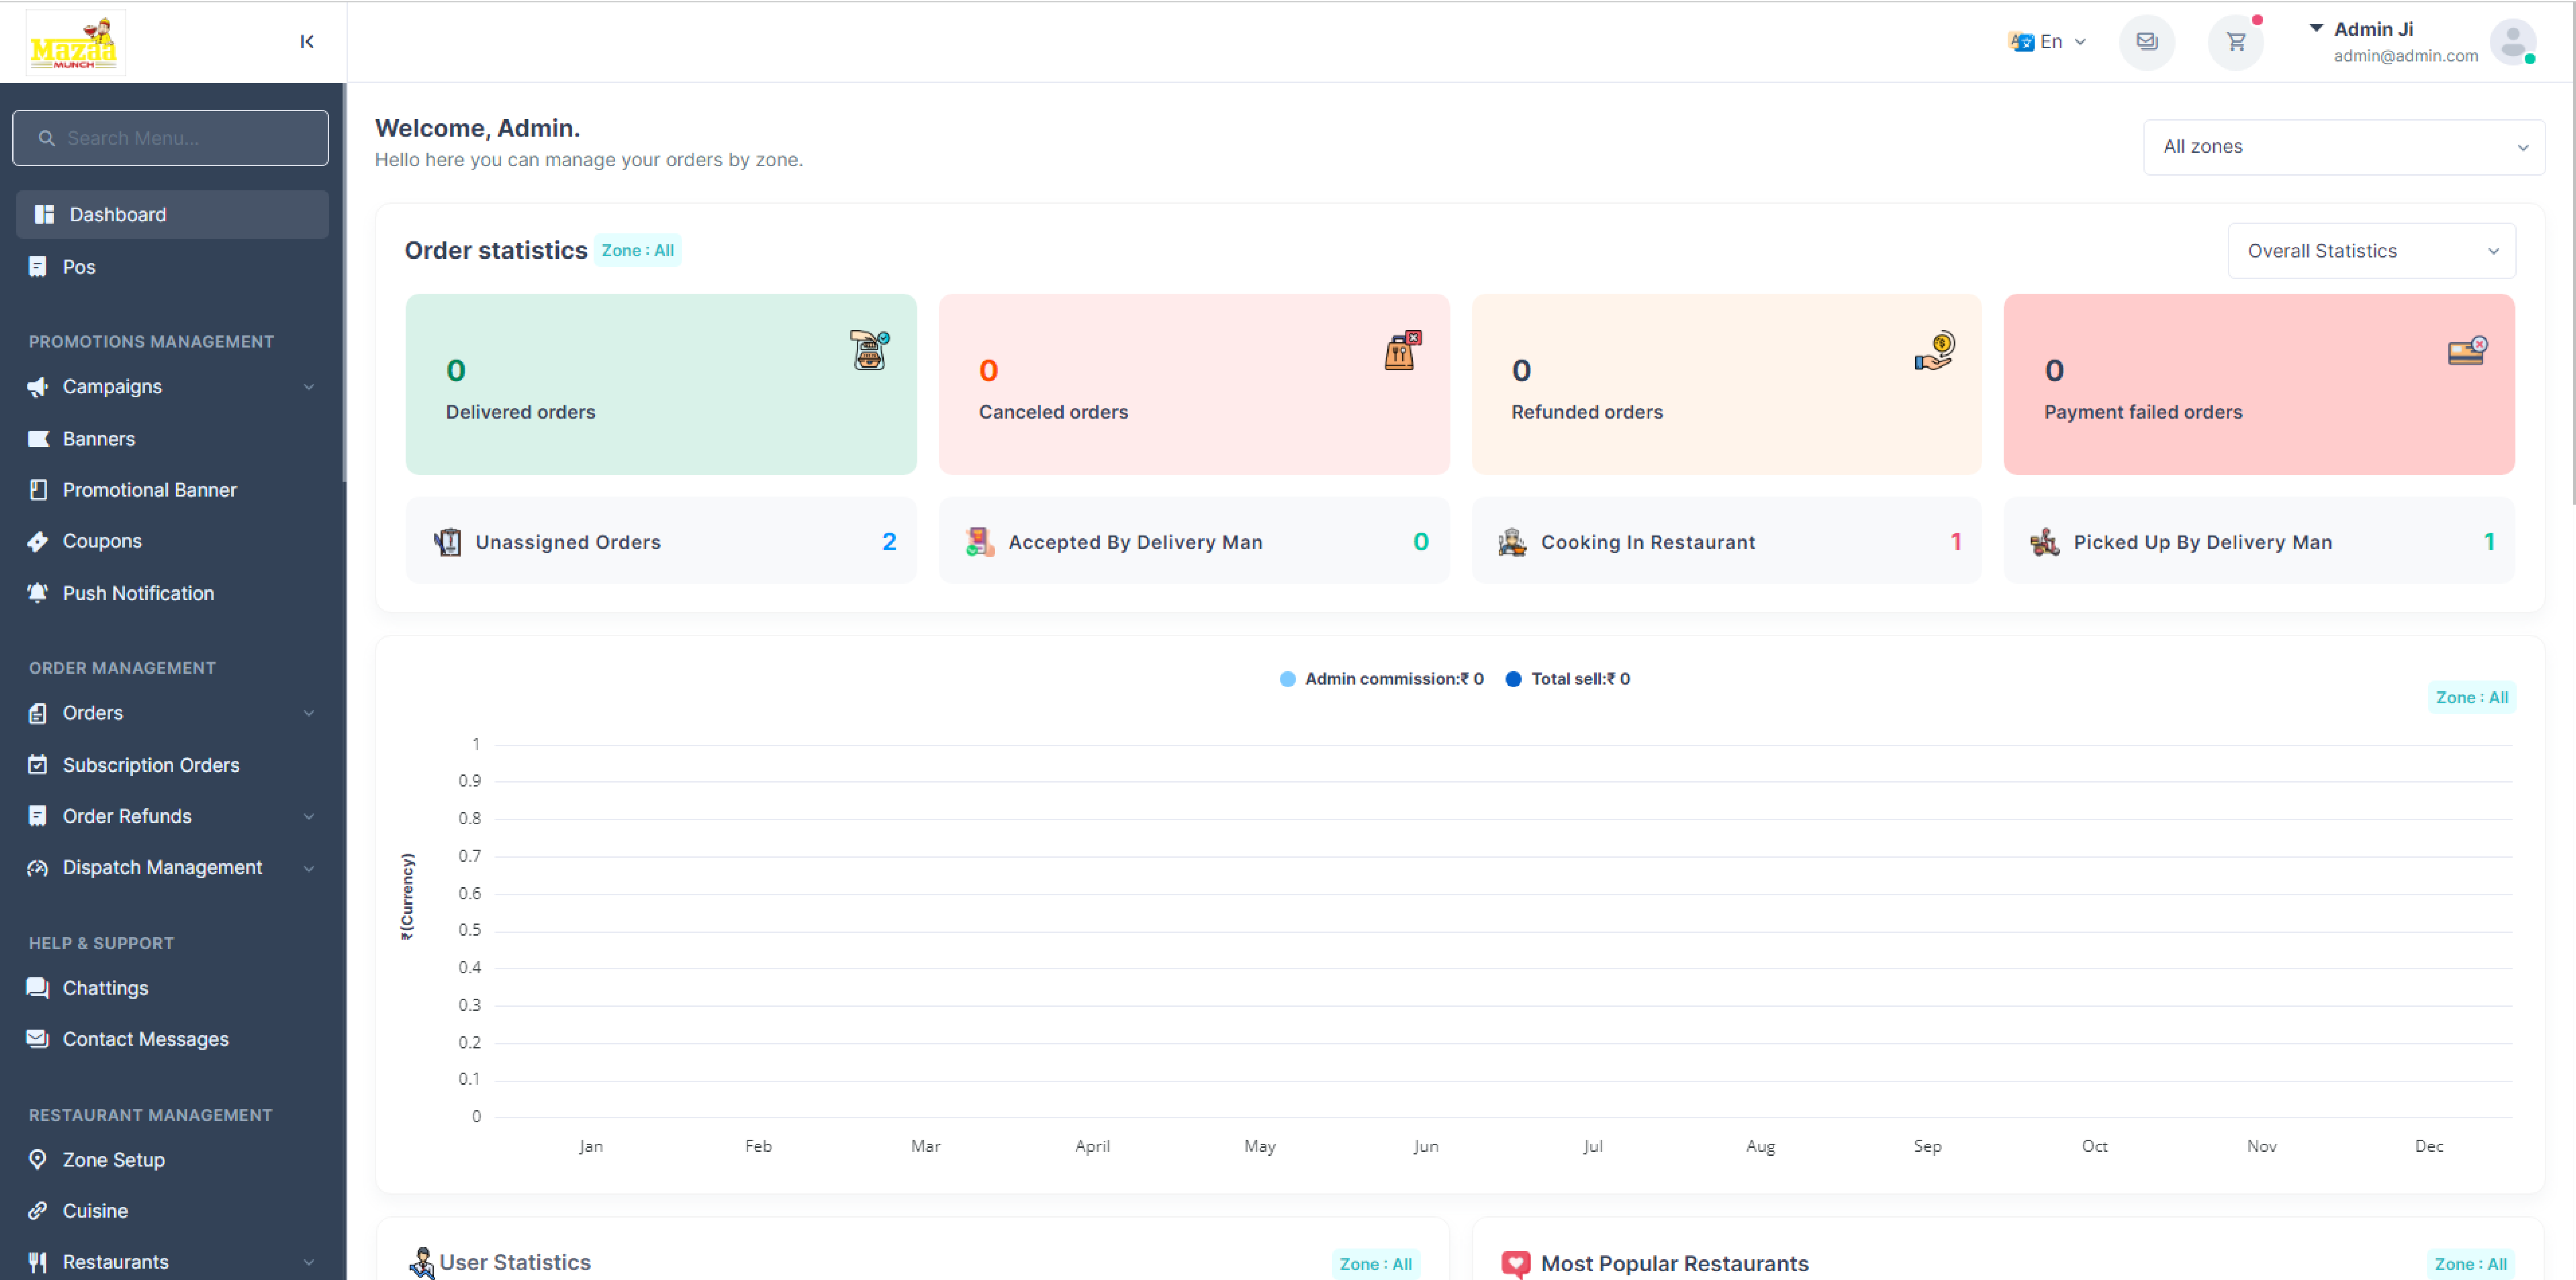 Mazaa
MUNCH
En
Admin Ji
admin@admin.com
Search Menu...
Dashboard
Pos
PROMOTIONS MANAGEMENT
Campaigns
Banners
Promotional Banner
Coupons
Push Notification
ORDER MANAGEMENT
Orders
Subscription Orders
Order Refunds
Dispatch Management
HELP & SUPPORT
Chattings
Contact Messages
RESTAURANT MANAGEMENT
Zone Setup
Cuisine
Restaurants
Welcome, Admin.
Hello here you can manage your orders by zone.
All zones
Order statistics Zone : All
Overall Statistics
0
Delivered orders
0
Canceled orders
0
Refunded orders
0
Payment failed orders
Unassigned Orders 2
Accepted By Delivery Man 0
Cooking In Restaurant 1
Picked Up By Delivery Man 1
Admin commission:₹ 0 Total sell:₹ 0
Zone : All
₹(Currency)
1
0.9
0.8
0.7
0.6
0.5
0.4
0.3
0.2
0.1
0
Jan Feb Mar April May Jun Jul Aug Sep Oct Nov Dec
User Statistics Zone : All
Most Popular Restaurants Zone : All